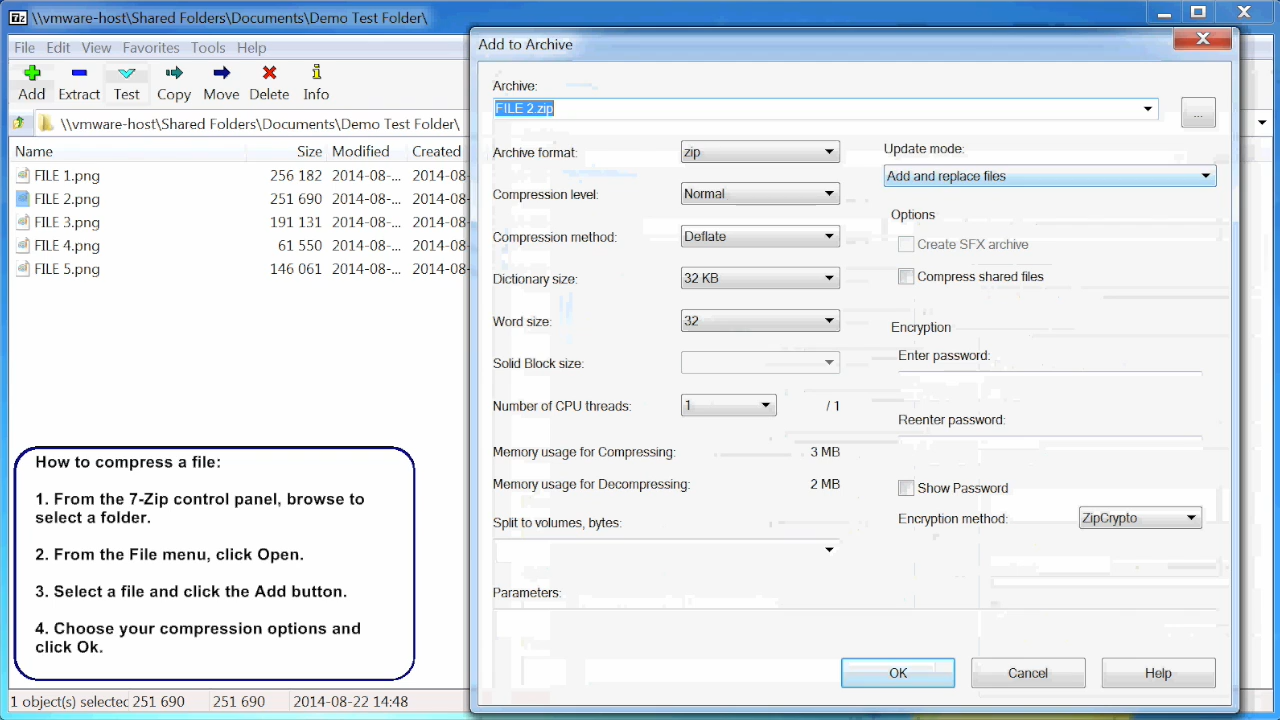 7z \\vmware-host\Shared Folders\Documents\Demo Test Folder\
File Edit View Favorites Tools Help
Add Extract Test Copy Move Delete Info
\\vmware-host\Shared Folders\Documents\Demo Test Folder\
Name Size Modified Created
FILE 1.png 256 182 2014-08-... 2014-08-
FILE 2.png 251 690 2014-08-... 2014-08-
FILE 3.png 191 131 2014-08-... 2014-08-
FILE 4.png 61 550 2014-08-... 2014-08-
FILE 5.png 146 061 2014-08-... 2014-08-
How to compress a file:
1. From the 7-Zip control panel, browse to
select a folder.
2. From the File menu, click Open.
3. Select a file and click the Add button.
4. Choose your compression options and
click Ok.
1 object(s) selected 251 690 251 690 2014-08-22 14:48
Add to Archive
Archive:
FILE 2.zip
...
Archive format: zip
Compression level: Normal
Compression method: Deflate
Dictionary size: 32 KB
Word size: 32
Solid Block size:
Number of CPU threads: 1 / 1
Memory usage for Compressing: 3 MB
Memory usage for Decompressing: 2 MB
Split to volumes, bytes:
Parameters:
Update mode:
Add and replace files
Options
Create SFX archive
Compress shared files
Encryption
Enter password:
Reenter password:
Show Password
Encryption method: ZipCrypto
OK Cancel Help